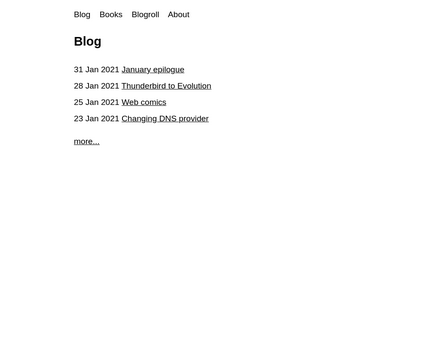 Blog Books Blogroll About
Blog
31 Jan 2021 January epilogue
28 Jan 2021 Thunderbird to Evolution
25 Jan 2021 Web comics
23 Jan 2021 Changing DNS provider
more...